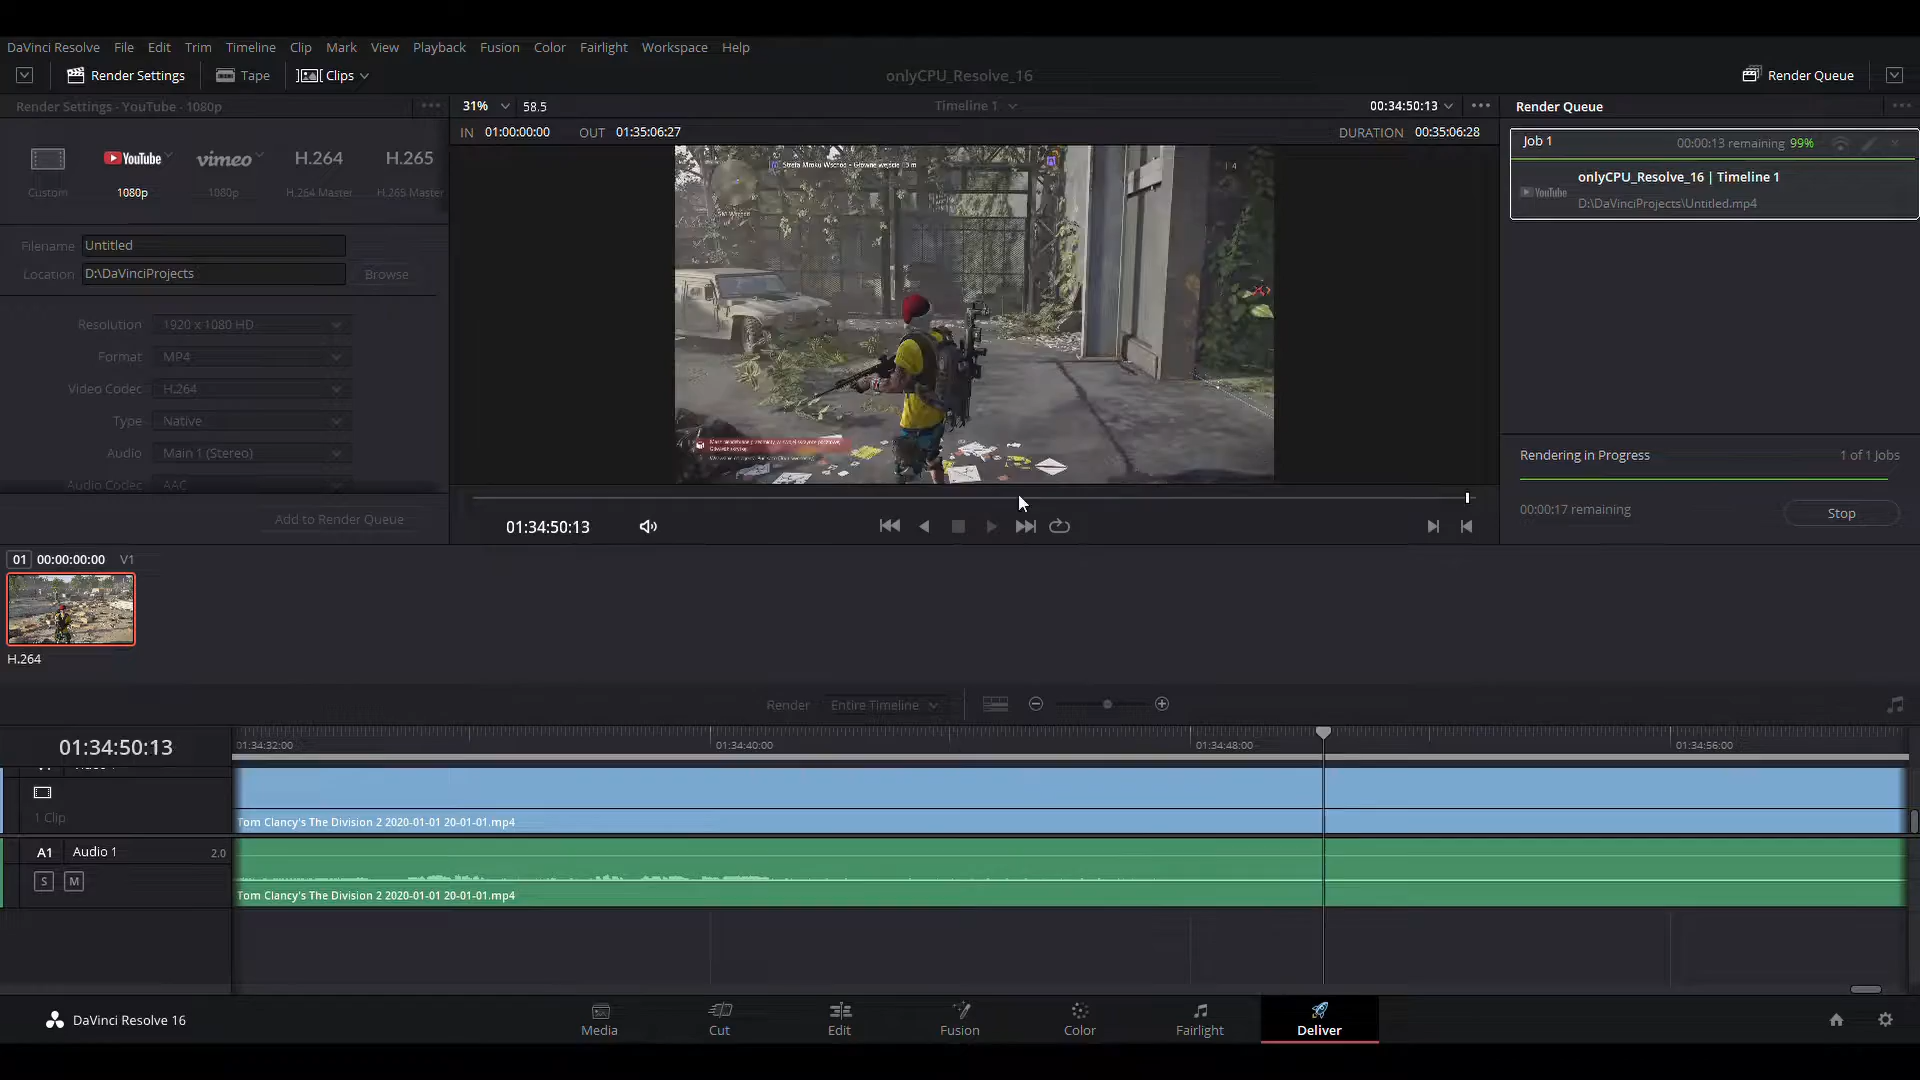 DaVinci Resolve File Edit Trim Timeline Clip Mark View Playback Fusion Color Fairlight Workspace Help
Render Settings Tape Clips onlyCPU_Resolve_16 Render Queue
Render Settings - YouTube - 1080p 31% 58.5 Timeline 1 00:34:50:13 Render Queue
IN 01:00:00:00 OUT 01:35:06:27 DURATION 00:35:06:28
Job 1 00:00:13 remaining 99%
YouTube vimeo H.264 H.265
Custom 1080p 1080p H.264 Master H.265 Master
onlyCPU_Resolve_16 | Timeline 1
YouTube
D:\DaVinciProjects\Untitled.mp4
Filename Untitled
Location D:\DaVinciProjects Browse
Resolution 1920 x 1080 HD
Format MP4
Video Codec H.264
Type Native
Audio Main 1 (Stereo)
Audio Codec AAC
Add to Render Queue
Strefa Mroku Wschód - Główne wejście
Rendering in Progress 1 of 1 Jobs
00:00:17 remaining Stop
01:34:50:13
01 00:00:00:00 V1
H.264
Render Entire Timeline
01:34:50:13 01:34:32:00 01:34:40:00 01:34:48:00 01:34:56:00
1 Clip
Tom Clancy's The Division 2 2020-01-01 20-01-01.mp4
A1 Audio 1 2.0
S M
Tom Clancy's The Division 2 2020-01-01 20-01-01.mp4
DaVinci Resolve 16 Media Cut Edit Fusion Color Fairlight Deliver